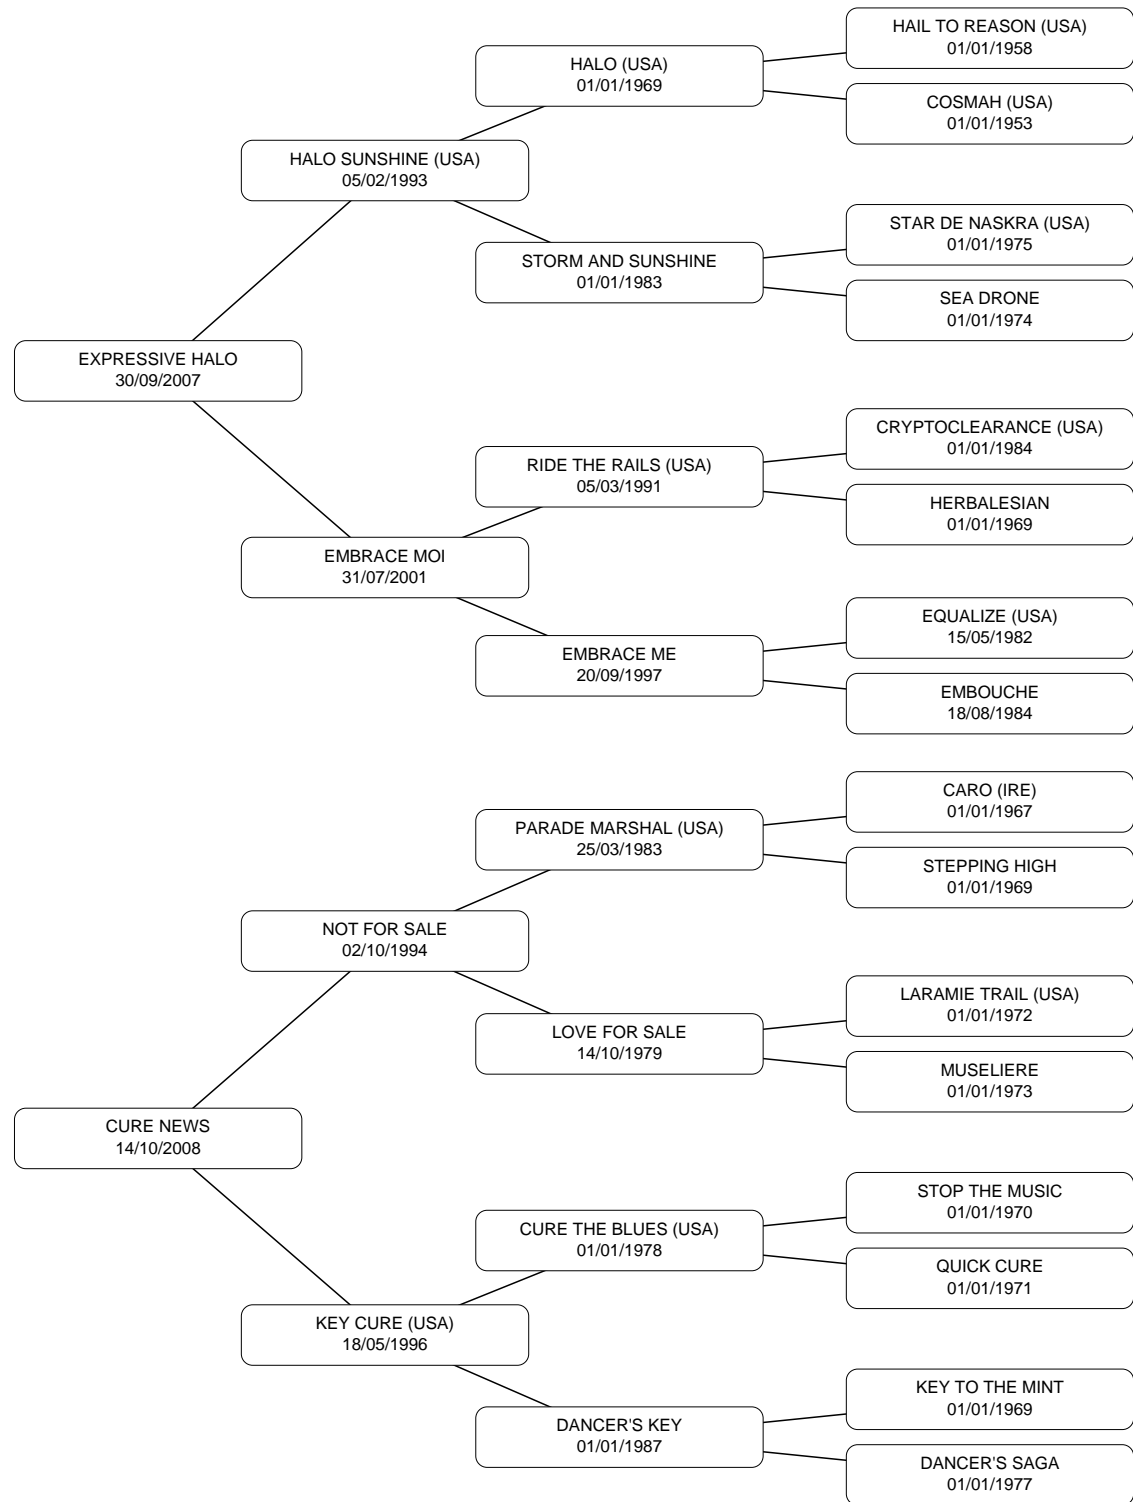 HAIL TO REASON (USA)
01/01/1958
HALO (USA)
01/01/1969
COSMAH (USA)
01/01/1953
HALO SUNSHINE (USA)
05/02/1993
STAR DE NASKRA (USA)
01/01/1975
STORM AND SUNSHINE
01/01/1983
SEA DRONE
01/01/1974
EXPRESSIVE HALO
30/09/2007
CRYPTOCLEARANCE (USA)
01/01/1984
RIDE THE RAILS (USA)
05/03/1991
HERBALESIAN
01/01/1969
EMBRACE MOI
31/07/2001
EQUALIZE (USA)
15/05/1982
EMBRACE ME
20/09/1997
EMBOUCHE
18/08/1984
CARO (IRE)
01/01/1967
PARADE MARSHAL (USA)
25/03/1983
STEPPING HIGH
01/01/1969
NOT FOR SALE
02/10/1994
LARAMIE TRAIL (USA)
01/01/1972
LOVE FOR SALE
14/10/1979
MUSELIERE
01/01/1973
CURE NEWS
14/10/2008
STOP THE MUSIC
01/01/1970
CURE THE BLUES (USA)
01/01/1978
QUICK CURE
01/01/1971
KEY CURE (USA)
18/05/1996
KEY TO THE MINT
01/01/1969
DANCER'S KEY
01/01/1987
DANCER'S SAGA
01/01/1977